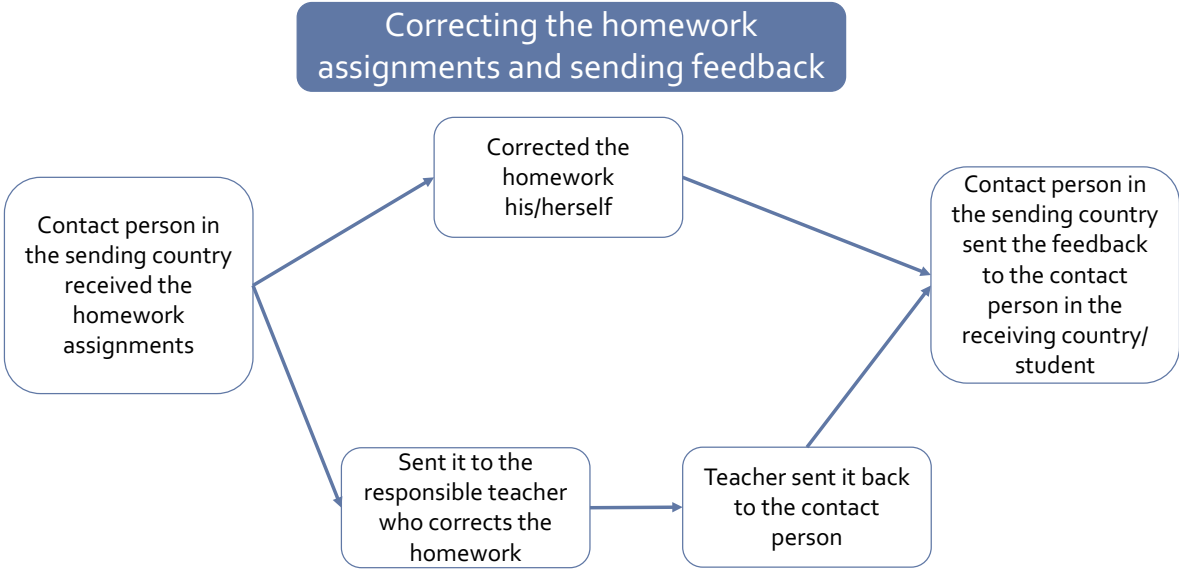 Correcting the homework
assignments and sending feedback
Contact person in
the sending country
received the
homework
assignments
Corrected the
homework
his/herself
Sent it to the
responsible teacher
who corrects the
homework
Teacher sent it back
to the contact
person
Contact person in
the sending country
sent the feedback
to the contact
person in the
receiving country/
student